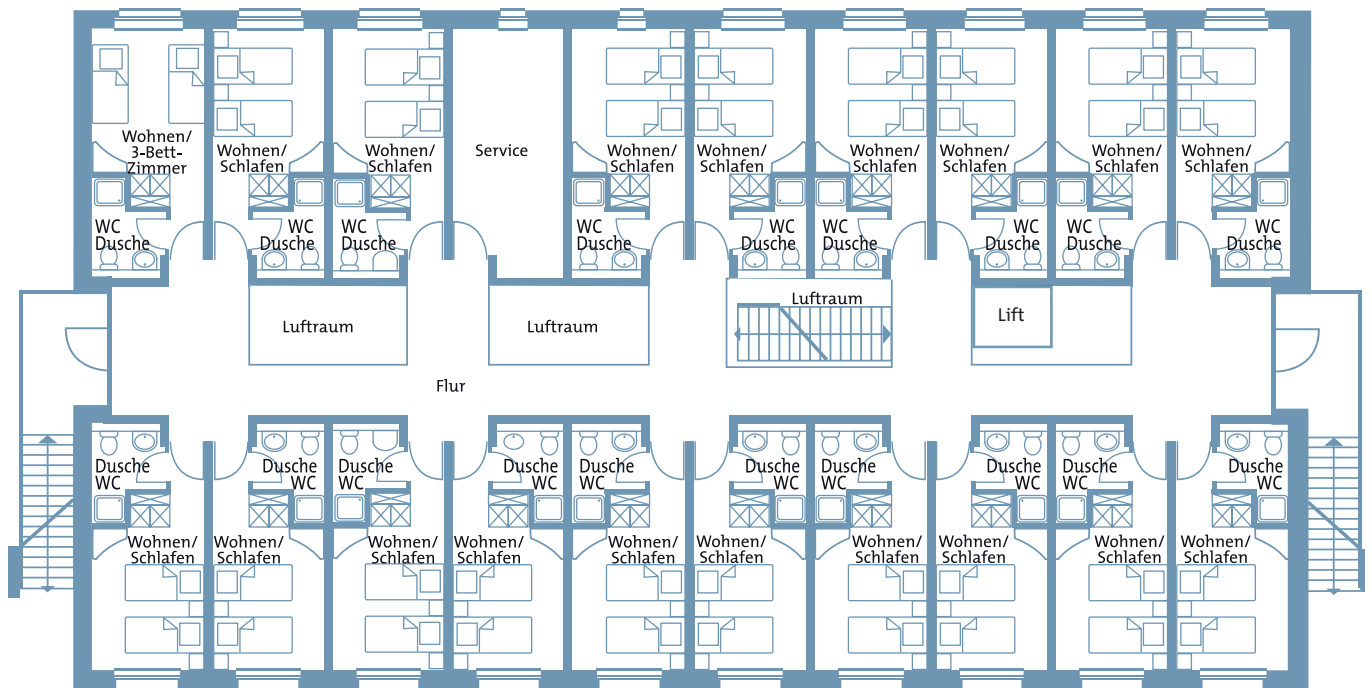 Wohnen/
3-Bett-
Zimmer
Wohnen/
Schlafen
Wohnen/
Schlafen
Service
Wohnen/
Schlafen
Wohnen/
Schlafen
Wohnen/
Schlafen
Wohnen/
Schlafen
Wohnen/
Schlafen
Wohnen/
Schlafen
WC
Dusche
WC
Dusche
WC
Dusche
WC
Dusche
WC
Dusche
WC
Dusche
WC
Dusche
WC
Dusche
WC
Dusche
Luftraum
Luftraum
Luftraum
Lift
Flur
Dusche
WC
Dusche
WC
Dusche
WC
Dusche
WC
Dusche
WC
Dusche
WC
Dusche
WC
Dusche
WC
Dusche
WC
Dusche
WC
Wohnen/
Schlafen
Wohnen/
Schlafen
Wohnen/
Schlafen
Wohnen/
Schlafen
Wohnen/
Schlafen
Wohnen/
Schlafen
Wohnen/
Schlafen
Wohnen/
Schlafen
Wohnen/
Schlafen
Wohnen/
Schlafen